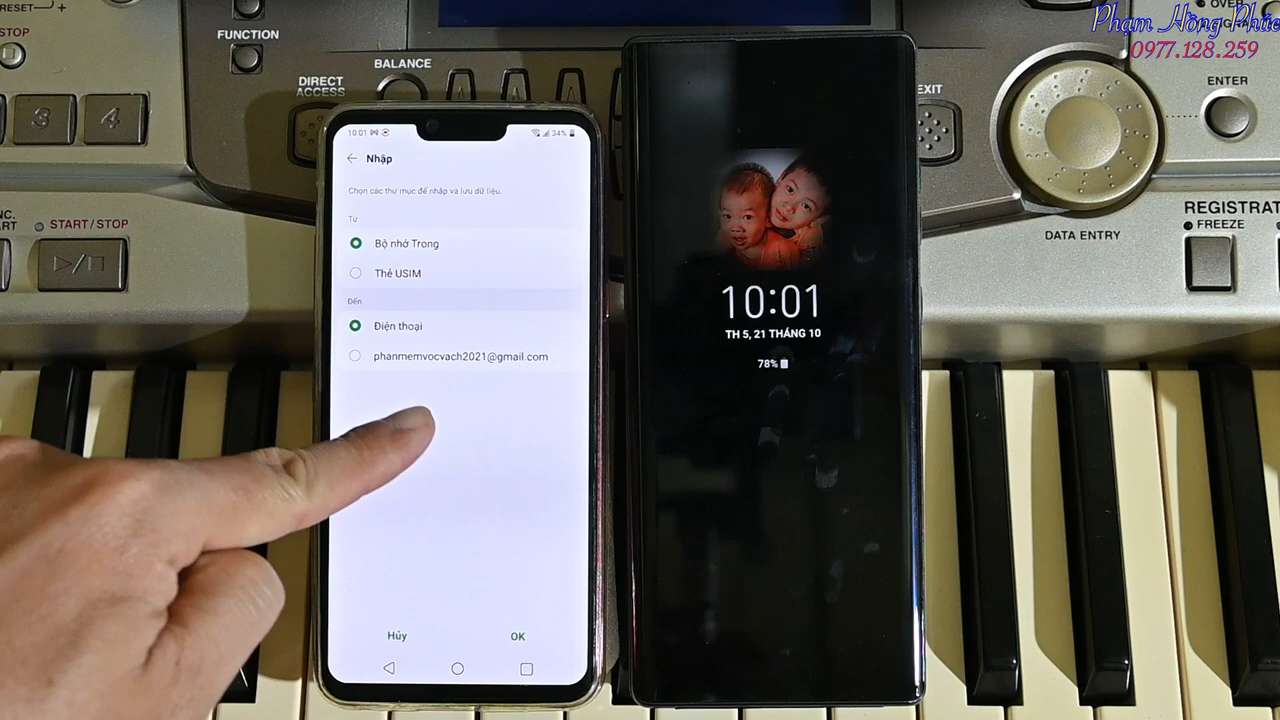 RESET
+
STOP
FUNCTION
DIRECT
ACCESS
BALANCE
3
4
START/STOP
EXIT
ENTER
DATA ENTRY
REGISTRAT
FREEZE
OVER
Phạm Hồng Phúc
0977.128.259
10:01
34%
Nhập
Chọn các thư mục để nhập và lưu dữ liệu.
Từ
Bộ nhớ Trong
Thẻ USIM
Đến
Điện thoại
phanmemvocvach2021@gmail.com
Hủy
OK
10:01
TH 5, 21 THÁNG 10
78%